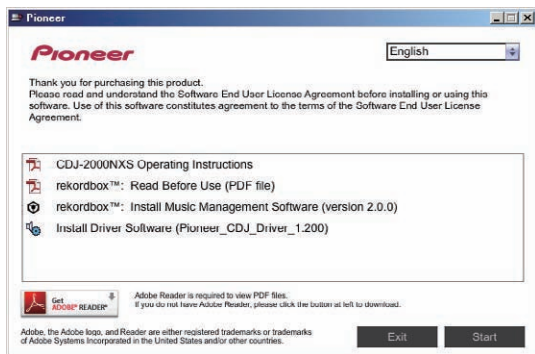 Pioneer
Pioneer
English
Thank you for purchasing this product.
Please read and understand the Software End User License Agreement before installing or using this
software. Use of this software constitutes agreement to the terms of the Software End User License
Agreement.
CDJ-2000NXS Operating Instructions
rekordbox™: Read Before Use (PDF file)
rekordbox™: Install Music Management Software (version 2.0.0)
Install Driver Software (Pioneer_CDJ_Driver_1.200)
Get
ADOBE® READER®
Adobe Reader is required to view PDF files.
If you do not have Adobe Reader, please click the button at left to download.
Adobe, the Adobe logo, and Reader are either registered trademarks or trademarks
of Adobe Systems Incorporated in the United States and/or other countries.
Exit
Start